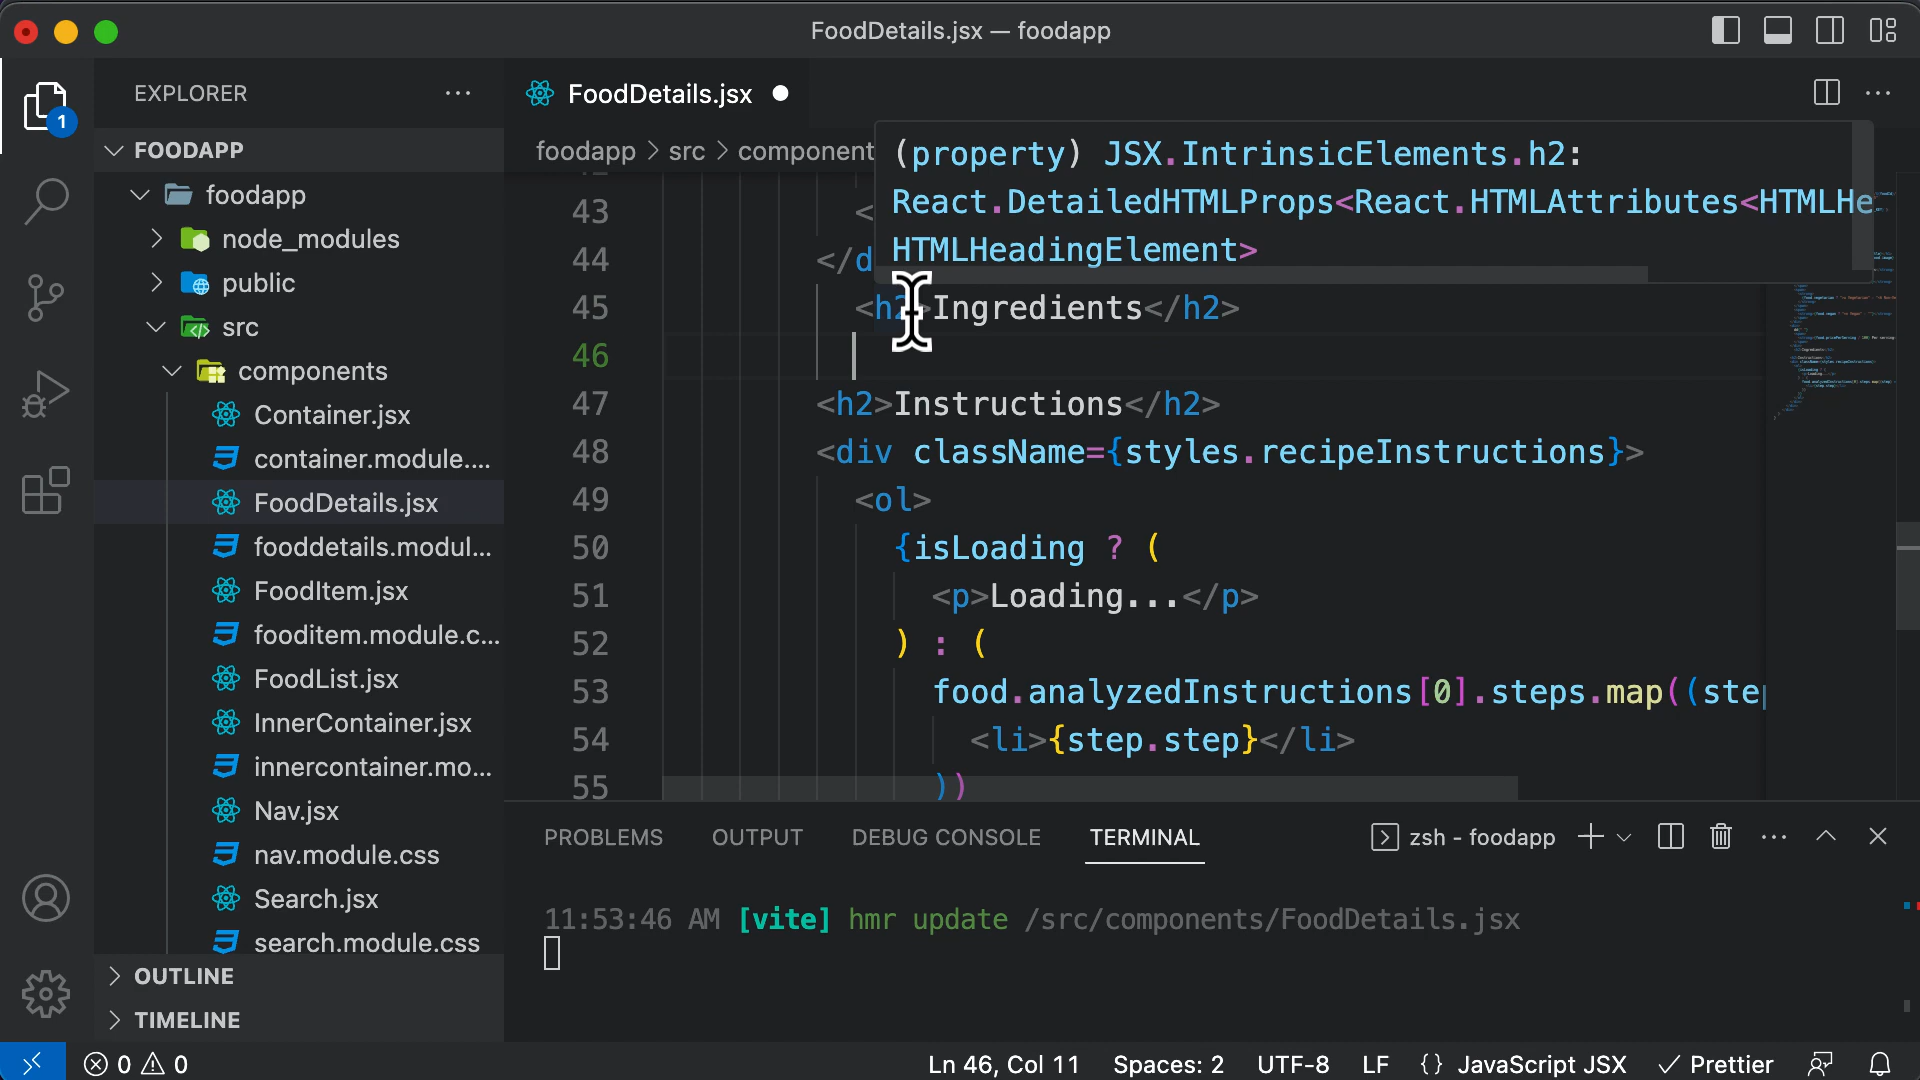 FoodDetails.jsx — foodapp
EXPLORER
FoodDetails.jsx
1
FOODAPP
foodapp
node_modules
public
src
components
Container.jsx
container.module....
FoodDetails.jsx
fooddetails.modul...
FoodItem.jsx
fooditem.module.c...
FoodList.jsx
InnerContainer.jsx
innercontainer.mo...
Nav.jsx
nav.module.css
Search.jsx
search.module.css
OUTLINE
TIMELINE
foodapp > src > component
(property) JSX.IntrinsicElements.h2:
React.DetailedHTMLProps<React.HTMLAttributes<HTMLHe
HTMLHeadingElement>
43 <
44 </d
45 <h2>Ingredients</h2>
46
47 <h2>Instructions</h2>
48 <div className={styles.recipeInstructions}>
49 <ol>
50 {isLoading ? (
51 <p>Loading...</p>
52 ) : (
53 food.analyzedInstructions[0].steps.map((step
54 <li>{step.step}</li>
55 ))
PROBLEMS OUTPUT DEBUG CONSOLE TERMINAL zsh - foodapp
11:53:46 AM [vite] hmr update /src/components/FoodDetails.jsx
0 0 Ln 46, Col 11 Spaces: 2 UTF-8 LF {} JavaScript JSX Prettier